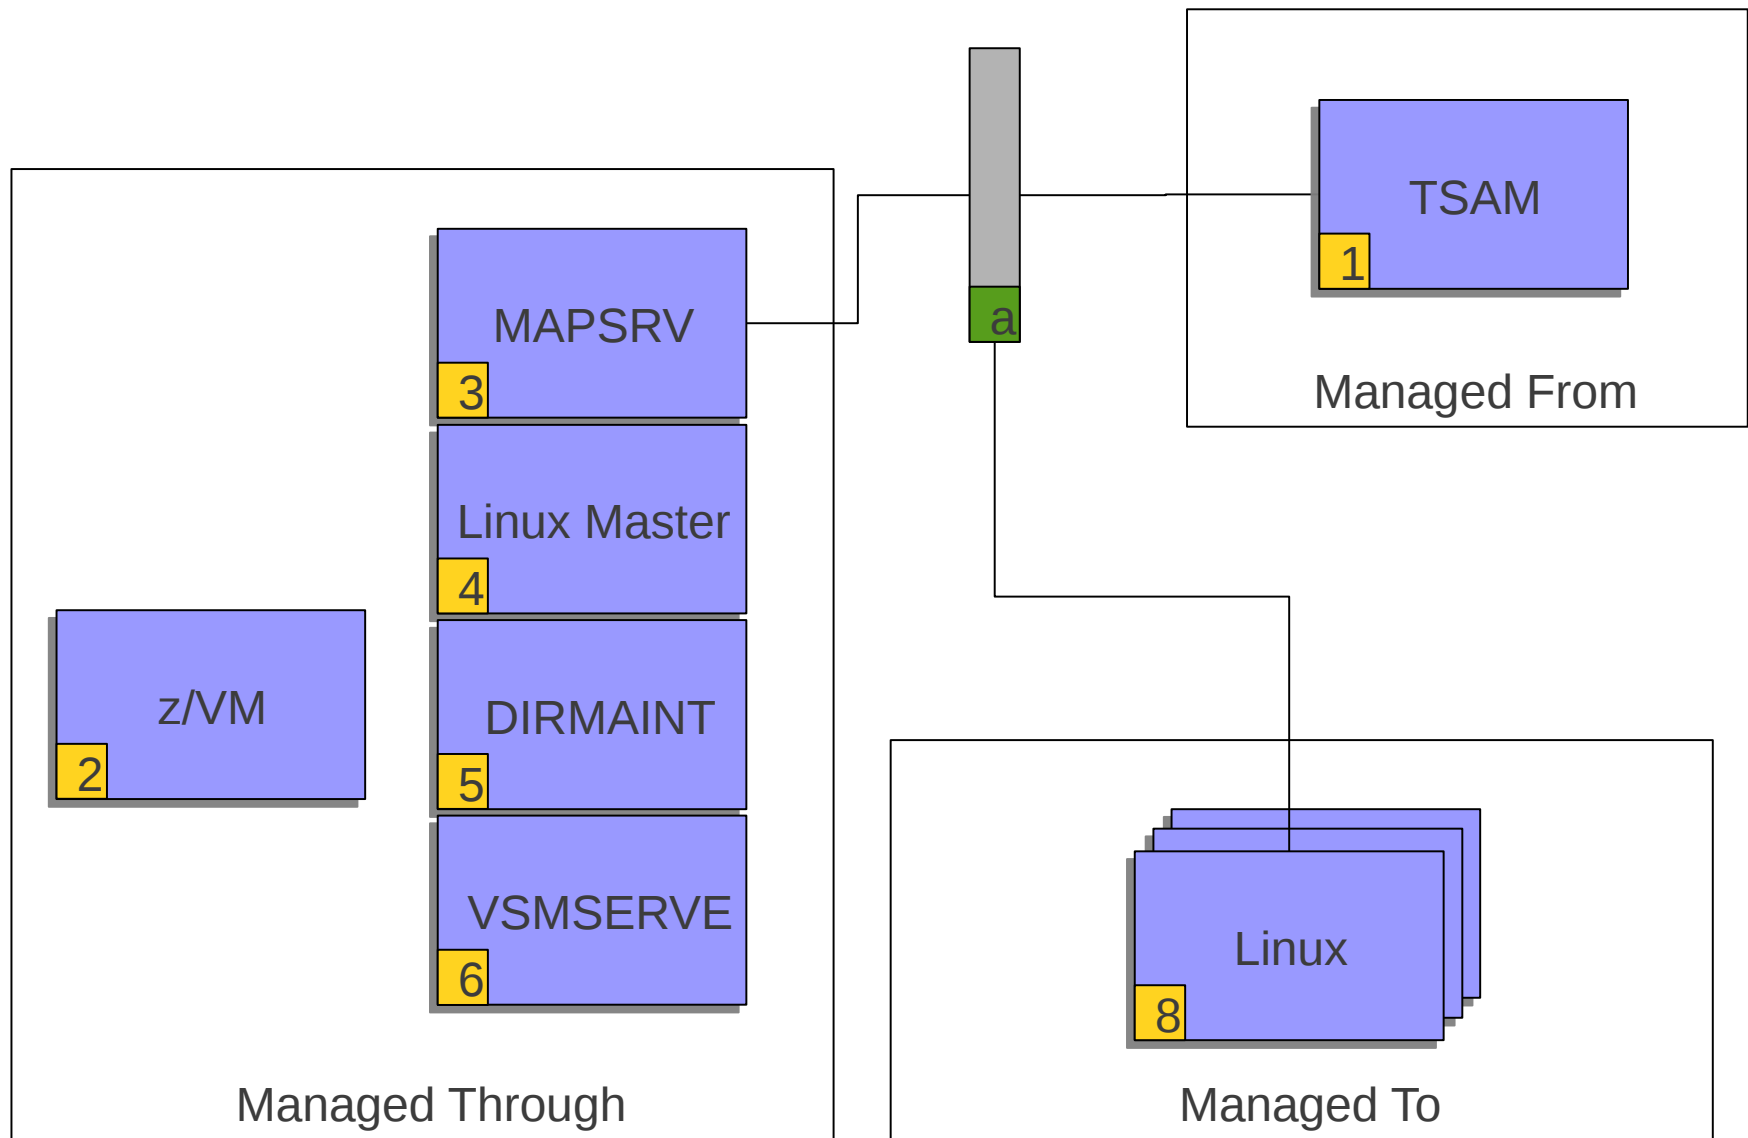 TSAM
1
a
Managed From
MAPSRV
3
Linux Master
4
z/VM
2
DIRMAINT
5
VSMSERVE
6
Managed Through
Linux
8
Managed To